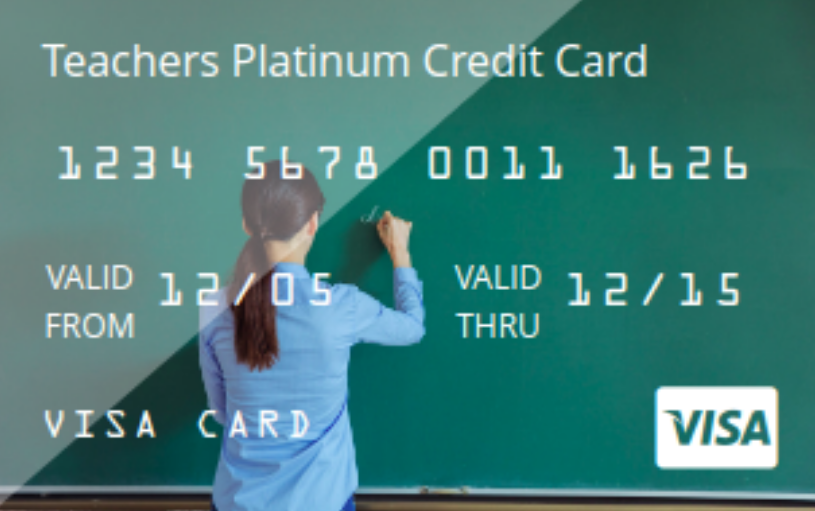 Teachers Platinum Credit Card
1234 5678 0011 1626
VALID FROM 12/05 VALID THRU 12/15
VISA CARD VISA